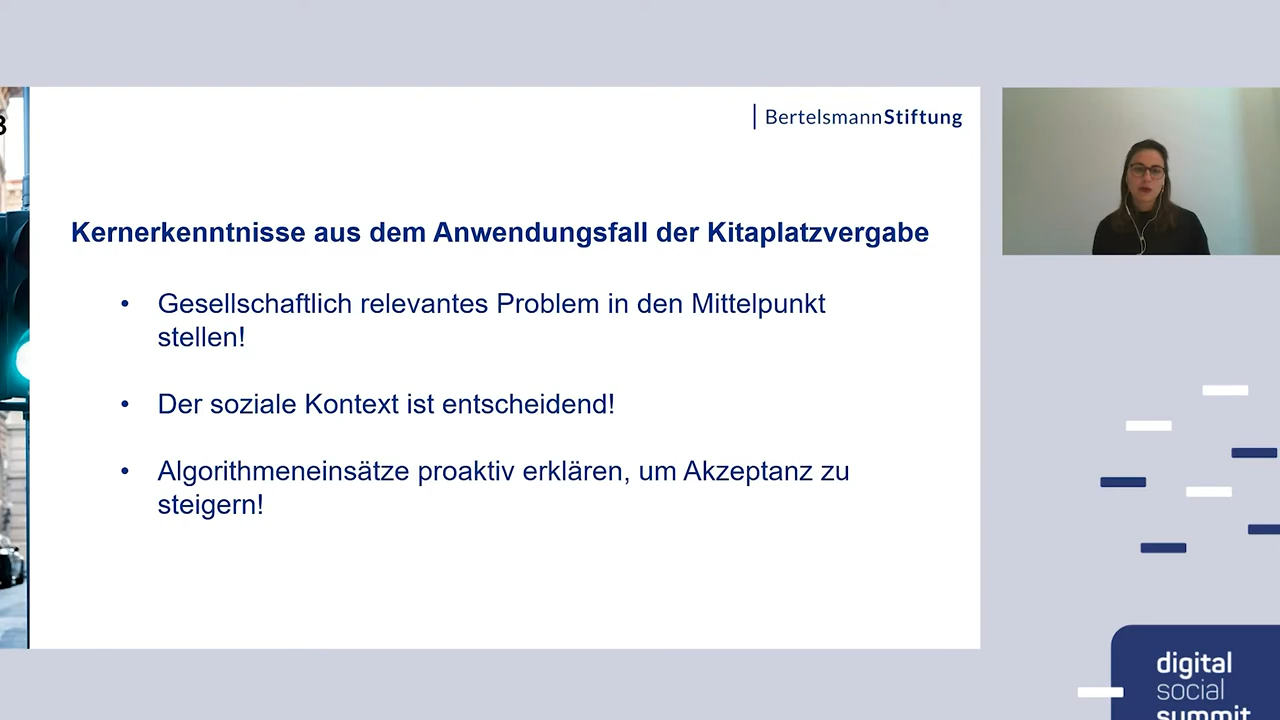 BertelsmannStiftung
Kernerkenntnisse aus dem Anwendungsfall der Kitaplatzvergabe
• Gesellschaftlich relevantes Problem in den Mittelpunkt
stellen!
• Der soziale Kontext ist entscheidend!
• Algorithmeneinsätze proaktiv erklären, um Akzeptanz zu
steigern!
digital
social
summit